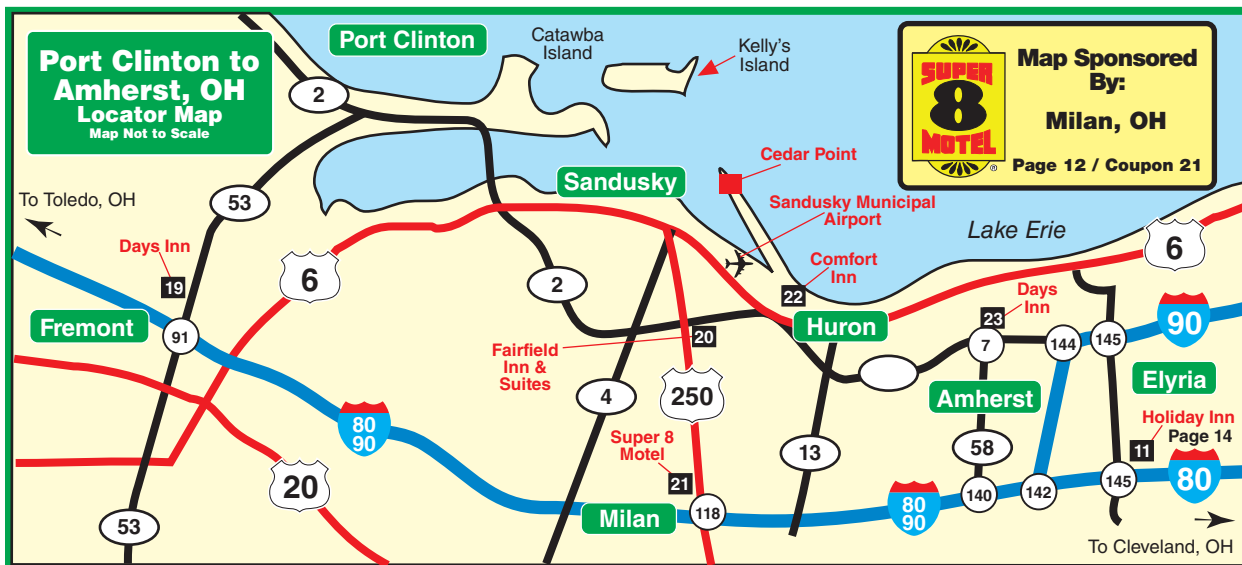 Port Clinton to
Amherst, OH
Locator Map
Map Not to Scale
Port Clinton
Catawba
Island
Kelly's
Island
SUPER
8
MOTEL
®
Map Sponsored
By:
Milan, OH
Page 12 / Coupon 21
2
53
To Toledo, OH
Days Inn
19
6
Sandusky
Cedar Point
Sandusky Municipal
Airport
Lake Erie
6
Comfort
Inn
22
2
Fremont
91
Fairfield
Inn &
Suites
20
Huron
Days
Inn
23
7
144
145
90
4
250
Amherst
Elyria
80
90
Super 8
Motel
21
13
58
Holiday Inn
Page 14
11
20
53
Milan
118
80
90
140
142
145
80
To Cleveland, OH